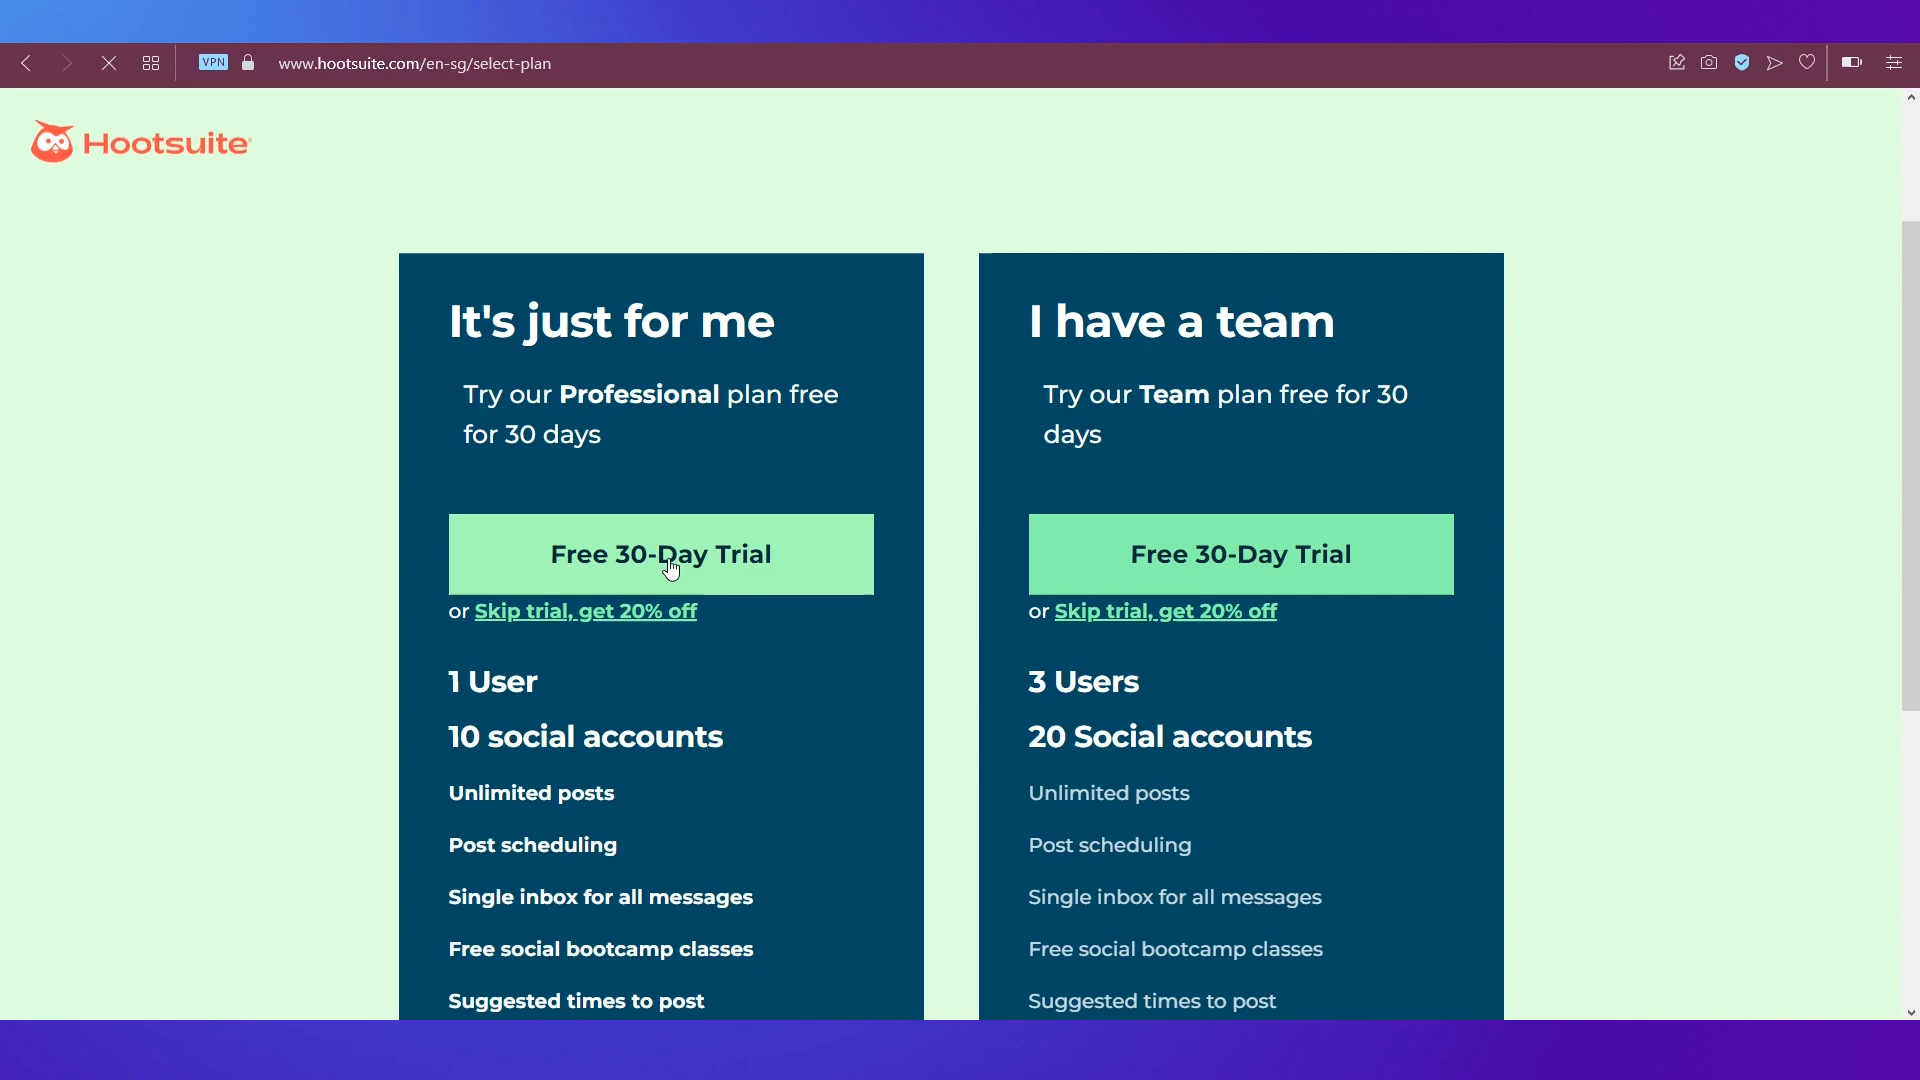 VPN
www.hootsuite.com/en-sg/select-plan
Hootsuite
It's just for me
Try our Professional plan free
for 30 days
Free 30-Day Trial
or Skip trial, get 20% off
1 User
10 social accounts
Unlimited posts
Post scheduling
Single inbox for all messages
Free social bootcamp classes
Suggested times to post
I have a team
Try our Team plan free for 30
days
Free 30-Day Trial
or Skip trial, get 20% off
3 Users
20 Social accounts
Unlimited posts
Post scheduling
Single inbox for all messages
Free social bootcamp classes
Suggested times to post